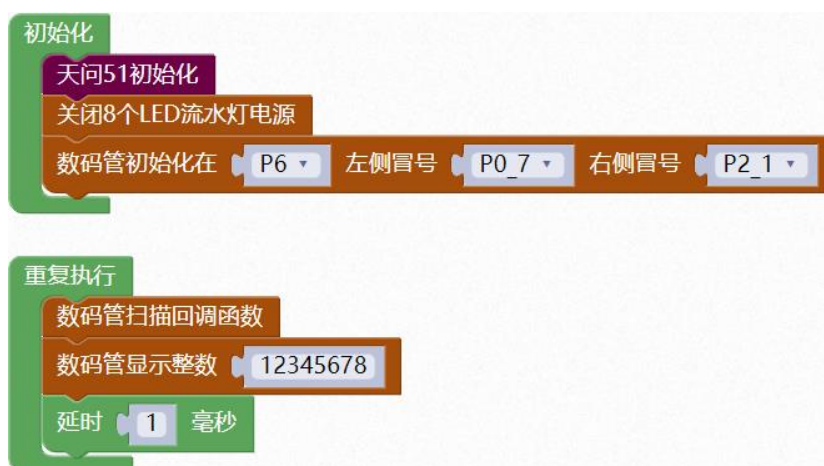 初始化
天问51初始化
关闭8个LED流水灯电源
数码管初始化在 P6 左侧冒号 P0_7 右侧冒号 P2_1
重复执行
数码管扫描回调函数
数码管显示整数 12345678
延时 1 毫秒